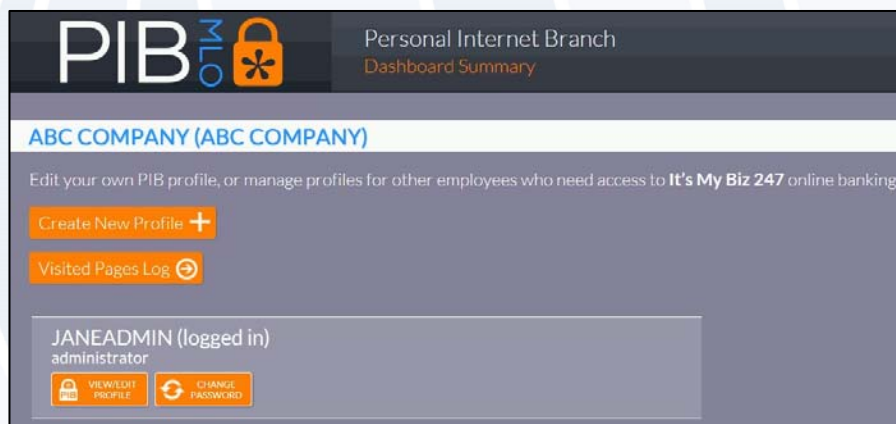 PIB MLO
Personal Internet Branch
Dashboard Summary
ABC COMPANY (ABC COMPANY)
Edit your own PIB profile, or manage profiles for other employees who need access to It's My Biz 247 online banking
Create New Profile
Visited Pages Log
JANEADMIN (logged in)
administrator
PIB VIEW/EDIT PROFILE
CHANGE PASSWORD